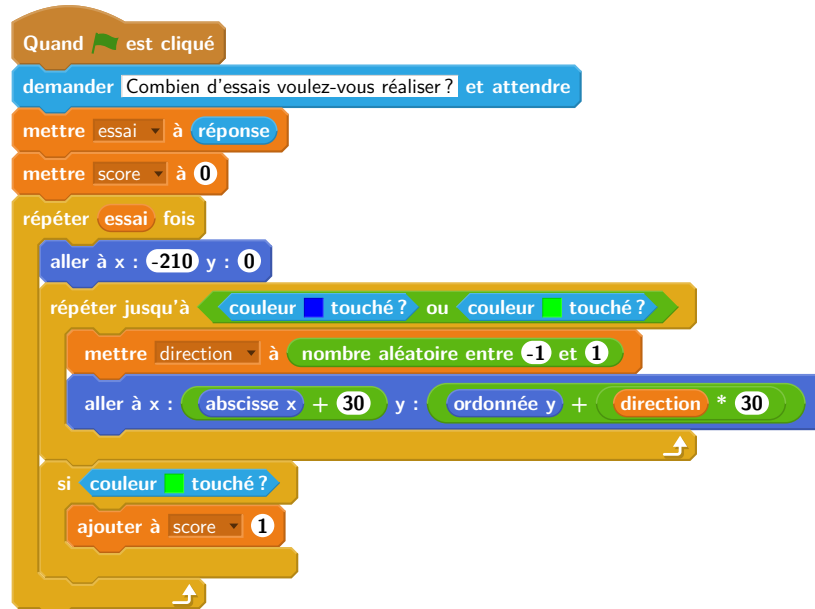 Quand est cliqué
demander Combien d'essais voulez-vous réaliser ? et attendre
mettre essai à réponse
mettre score à 0
répéter essai fois
aller à x : -210 y : 0
répéter jusqu'à couleur touché ? ou couleur touché ?
mettre direction à nombre aléatoire entre -1 et 1
aller à x : abscisse x + 30 y : ordonnée y + direction * 30
si couleur touché ?
ajouter à score 1